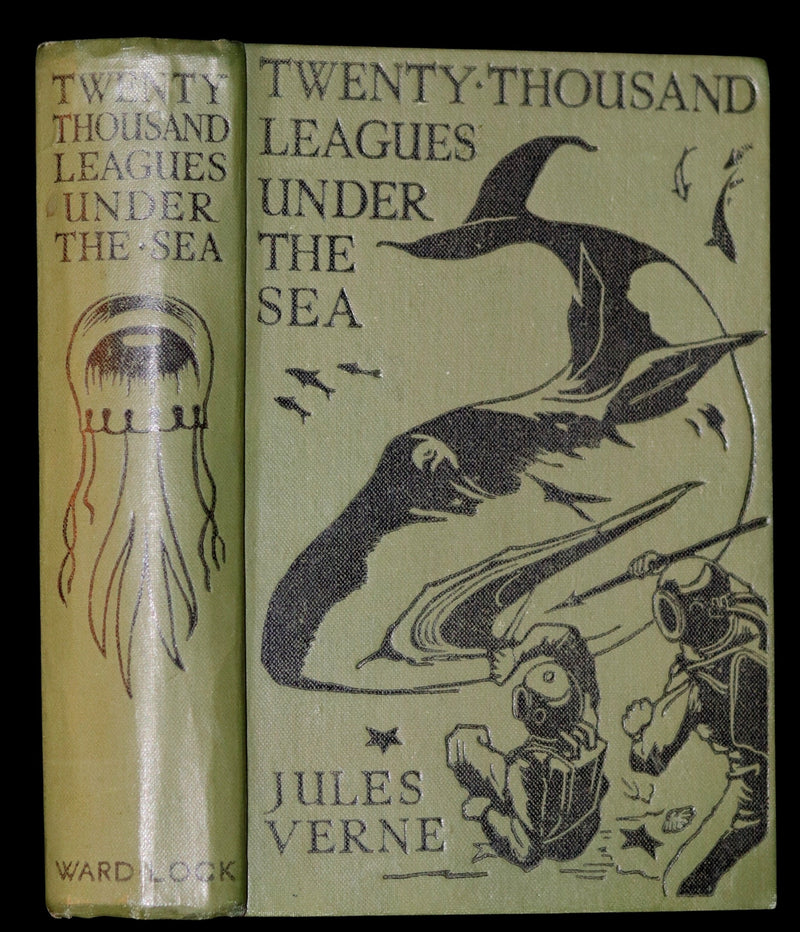 TWENTY
THOUSAND
LEAGUES
UNDER
THE·SEA
WARD LOCK
TWENTY·THOUSAND
LEAGUES
UNDER
THE
SEA
JULES
VERNE